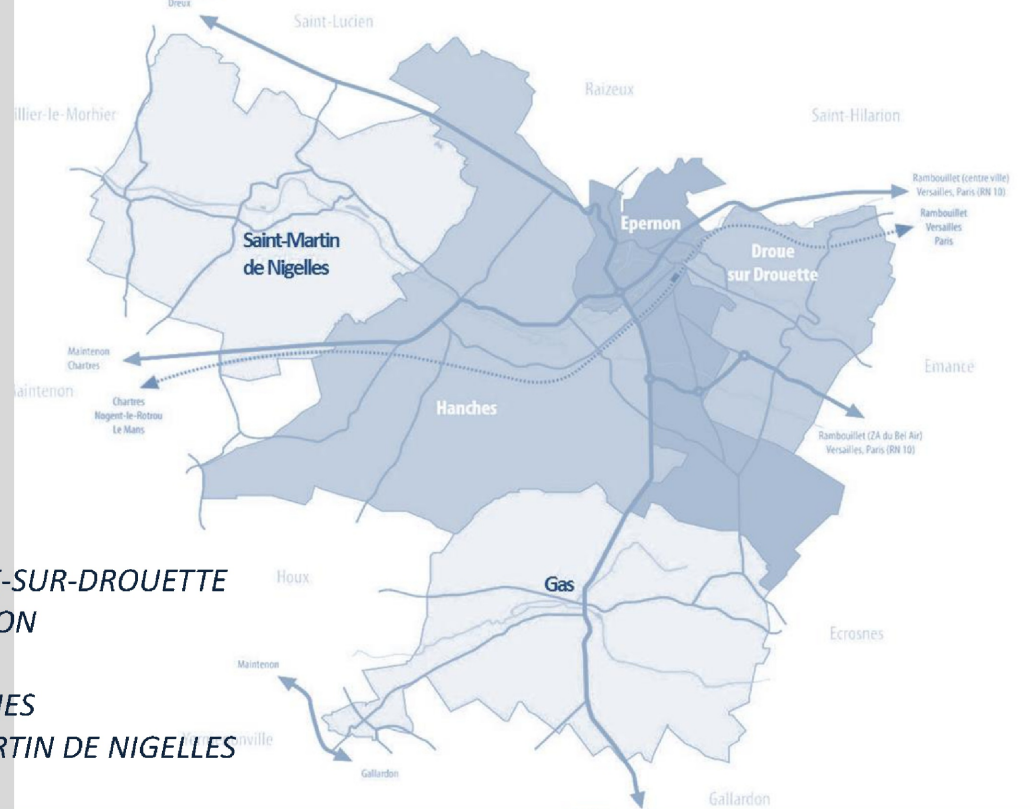 Dreux
Saint-Lucien
Raizeux
illier-le-Morhier
Saint-Hilarion
Rambouillet (centre ville)
Versailles, Paris (RN 10)
Rambouillet
Versailles
Paris
Epernon
Saint-Martin
de Nigelles
Droue
sur Drouette
Maintenon
Chartres
aintenon
Chartres
Nogent-le-Rotrou
Le Mans
Emancé
Hanches
Rambouillet (ZA du Bel Air)
Versailles, Paris (RN 10)
Houx
Gas
-SUR-DROUETTE
ON
Ecrosnes
Maintenon
IES
RTIN DE NIGELLES
Gallardon
Gallardon